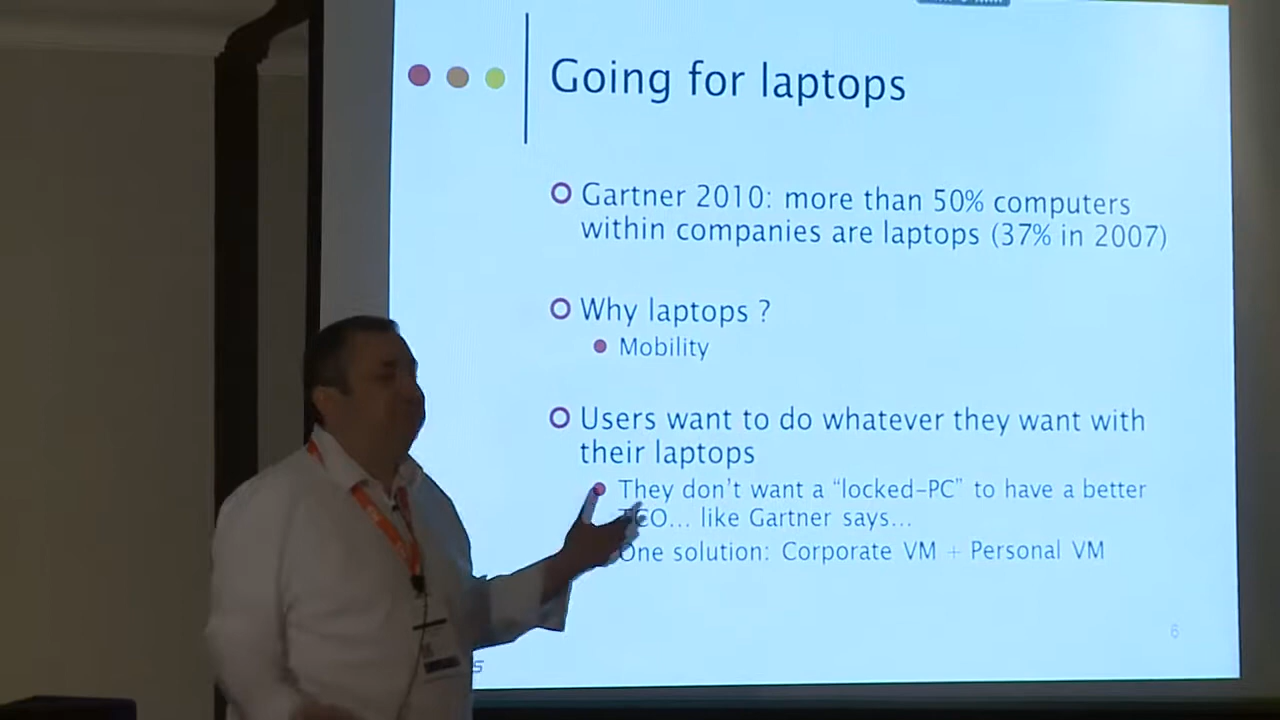 Going for laptops
Gartner 2010: more than 50% computers
within companies are laptops (37% in 2007)
Why laptops ?
Mobility
Users want to do whatever they want with
their laptops
They don't want a "locked-PC" to have a better
TCO... like Gartner says...
One solution: Corporate VM + Personal VM
6